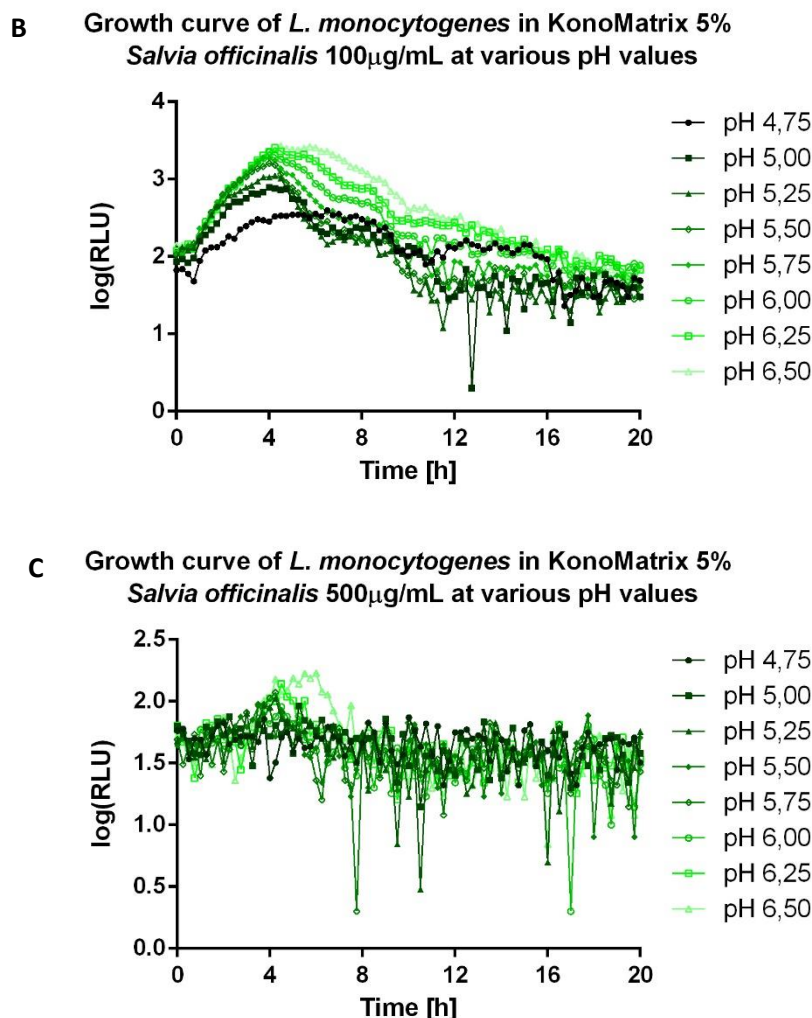 B
Growth curve of L. monocytogenes in KonoMatrix 5%
Salvia officinalis 100µg/mL at various pH values
log(RLU)
4
3
2
1
0
0 4 8 12 16 20
Time [h]
pH 4,75
pH 5,00
pH 5,25
pH 5,50
pH 5,75
pH 6,00
pH 6,25
pH 6,50
C
Growth curve of L. monocytogenes in KonoMatrix 5%
Salvia officinalis 500µg/mL at various pH values
log(RLU)
2.5
2.0
1.5
1.0
0.5
0.0
0 4 8 12 16 20
Time [h]
pH 4,75
pH 5,00
pH 5,25
pH 5,50
pH 5,75
pH 6,00
pH 6,25
pH 6,50